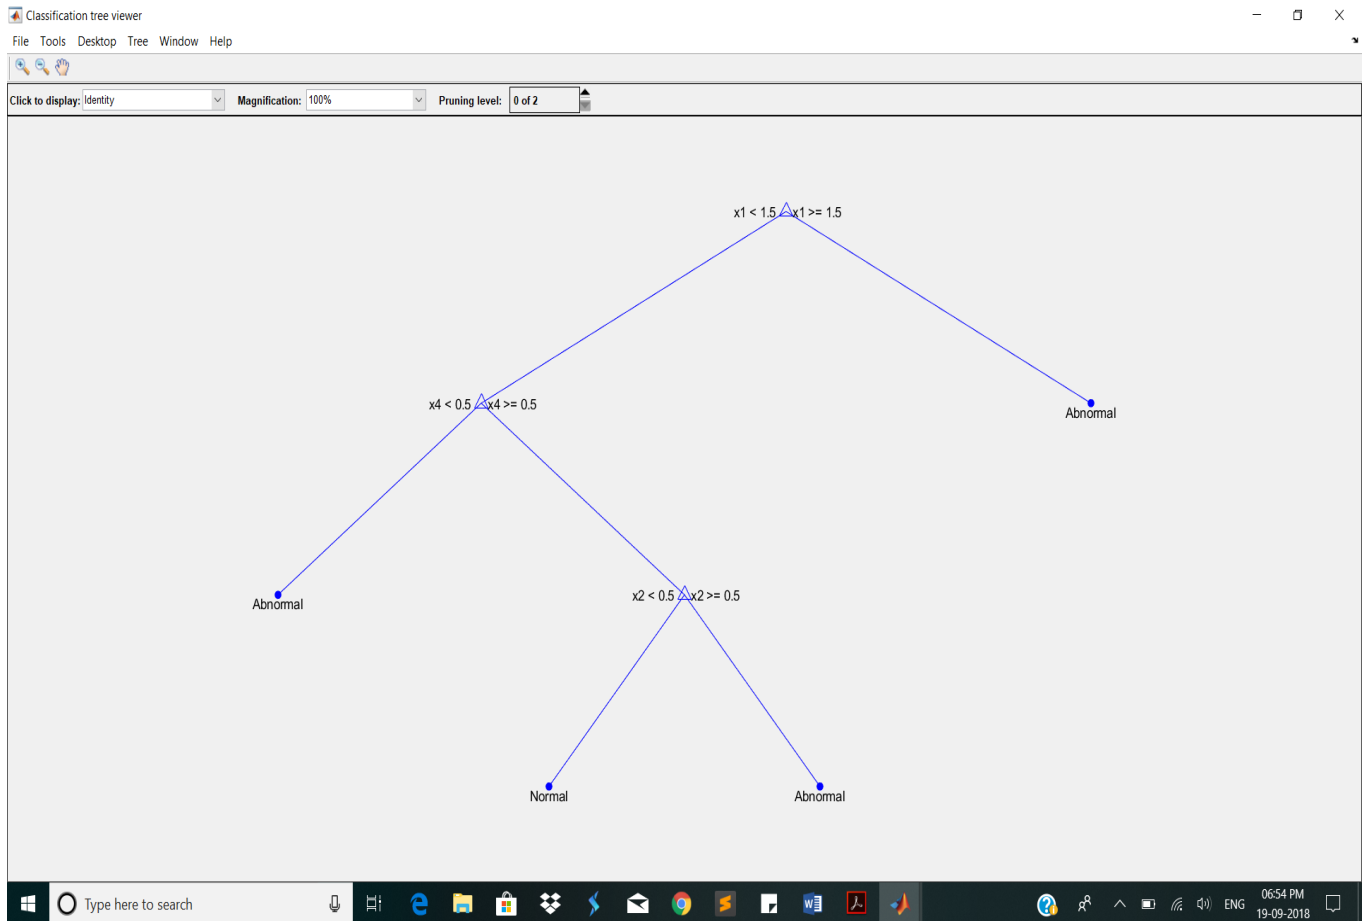 Classification tree viewer
File Tools Desktop Tree Window Help
Click to display: Identity Magnification: 100% Pruning level: 0 of 2
x1 < 1.5 x1 >= 1.5
x4 < 0.5 x4 >= 0.5
Abnormal
Abnormal
x2 < 0.5 x2 >= 0.5
Normal
Abnormal
Type here to search
ENG
06:54 PM
19-09-2018